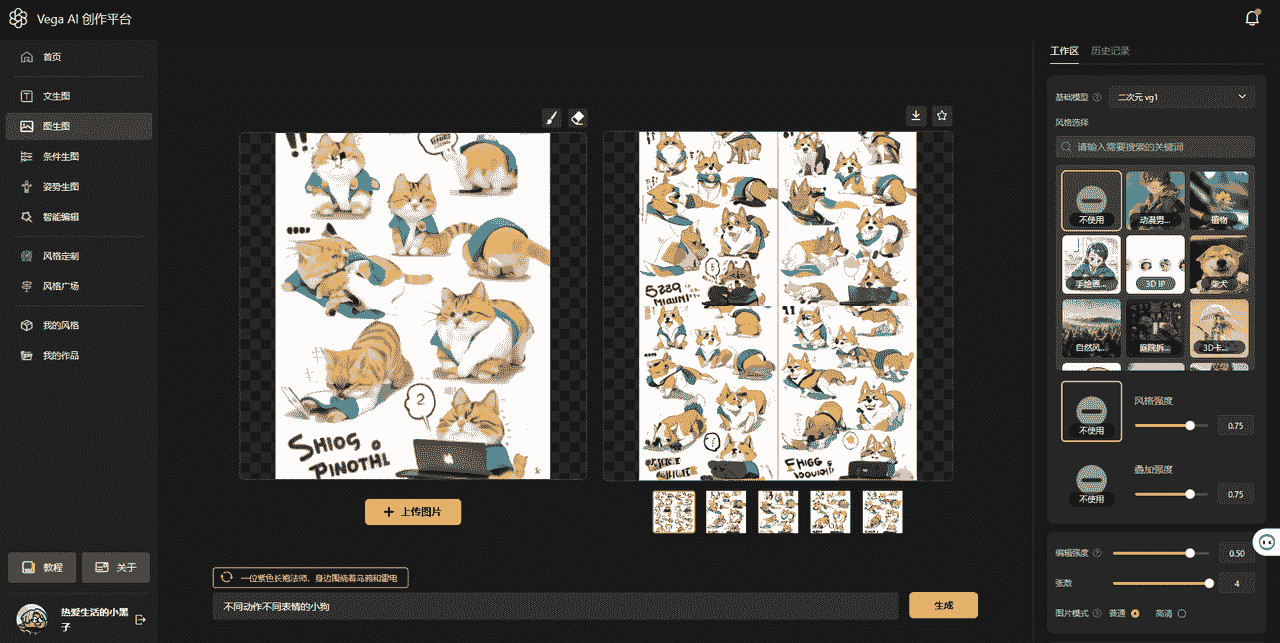 Vega AI 创作平台
首页
文生图
图生图
条件生图
姿势生图
智能编辑
风格定制
风格广场
我的风格
我的作品
教程
关于
热爱生活的小黑
子
!!
2
SHIOG o
PINOTHL
上传图片
一位紫色长袍法师，身边围绕着乌鸦和雷电
不同动作不同表情的小狗
生成
工作区
历史记录
基础模型
二次元 vg1
风格选择
请输入需要搜索的关键词
不使用
动漫男...
植物
手绘画...
3D IP
柴犬
自然风...
庭院拆...
3D卡...
不使用
风格强度
0.75
不使用
叠加强度
0.75
编辑强度
0.50
张数
4
图片模式
普通
高清